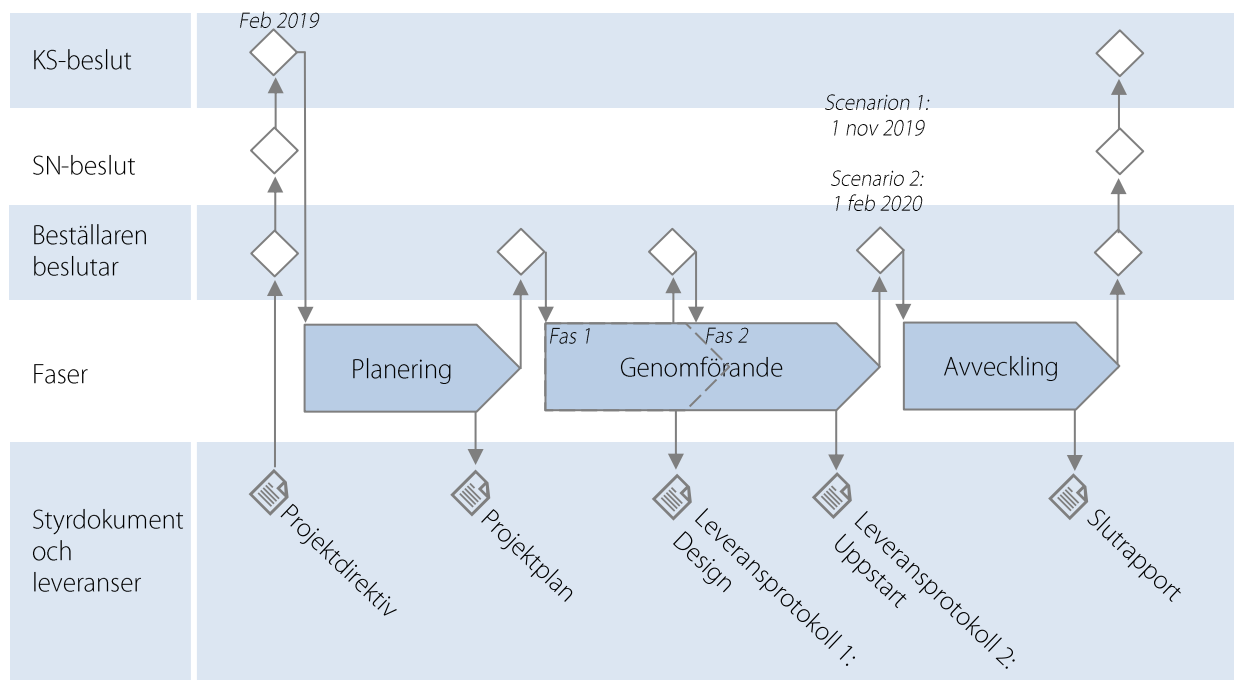 Feb 2019
KS-beslut
Scenarion 1:
1 nov 2019
SN-beslut
Scenario 2:
1 feb 2020
Beställaren
beslutar
Fas 1
Fas 2
Faser
Planering
Genomförande
Avveckling
Styrdokument
och
leveranser
Projektdirektiv
Projektplan
Leveransprotokoll 1:
Design
Leveransprotokoll 2:
Uppstart
Slutrapport